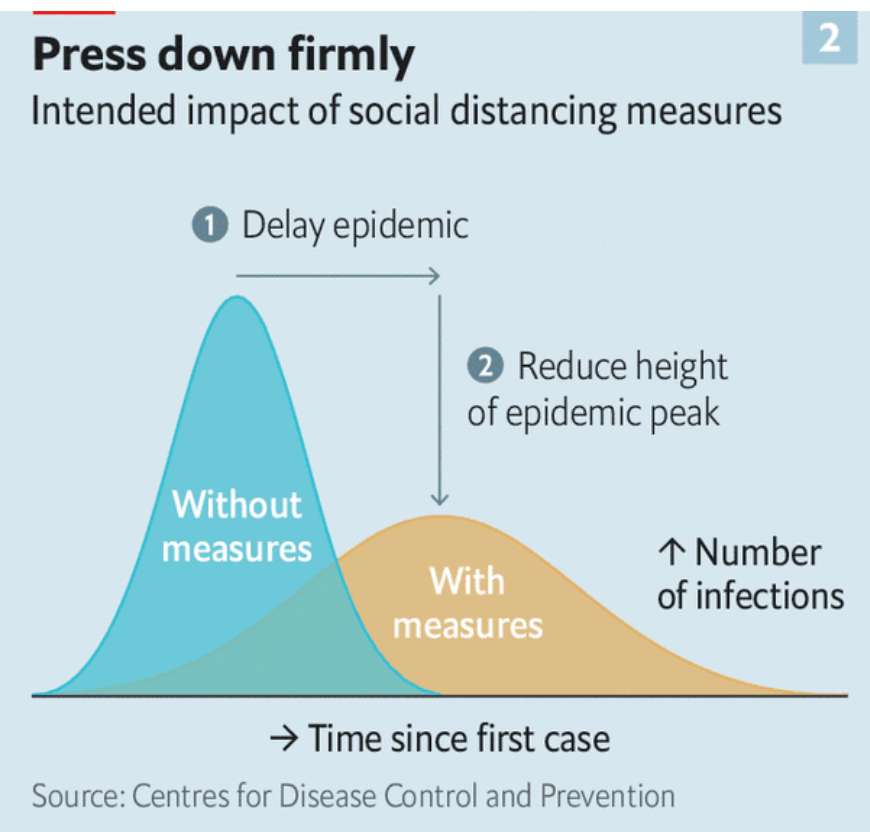 2
Press down firmly
Intended impact of social distancing measures
1 Delay epidemic
2 Reduce height
of epidemic peak
Without
measures
With
measures
↑ Number
of infections
→ Time since first case
Source: Centres for Disease Control and Prevention